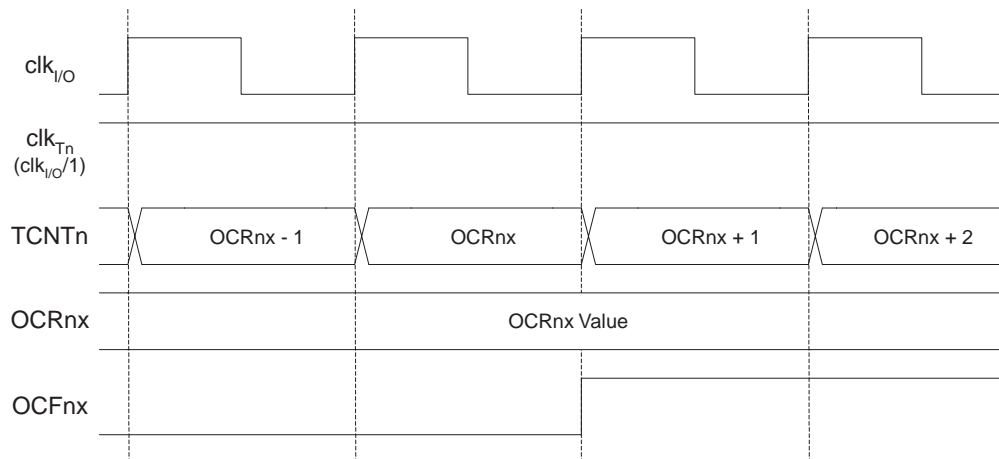 clkI/O
clkTn
(clkI/O/1)
TCNTn
OCRnx - 1
OCRnx
OCRnx + 1
OCRnx + 2
OCRnx
OCRnx Value
OCFnx